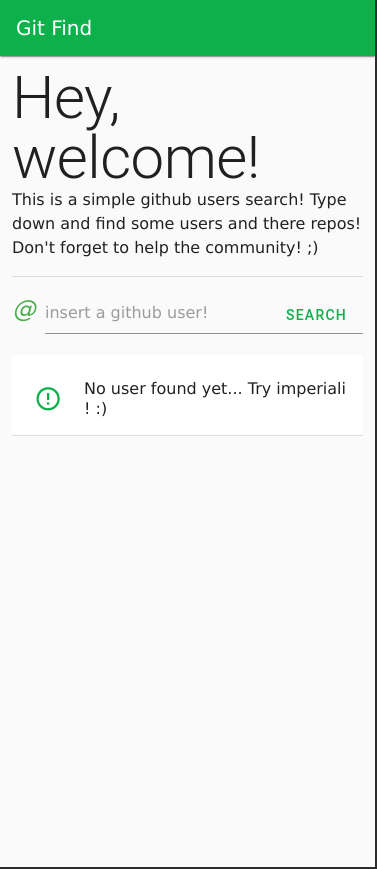 Git Find
Hey,
welcome!
This is a simple github users search! Type
down and find some users and there repos!
Don't forget to help the community! ;)
@ insert a github user! SEARCH
No user found yet... Try imperiali
! :)